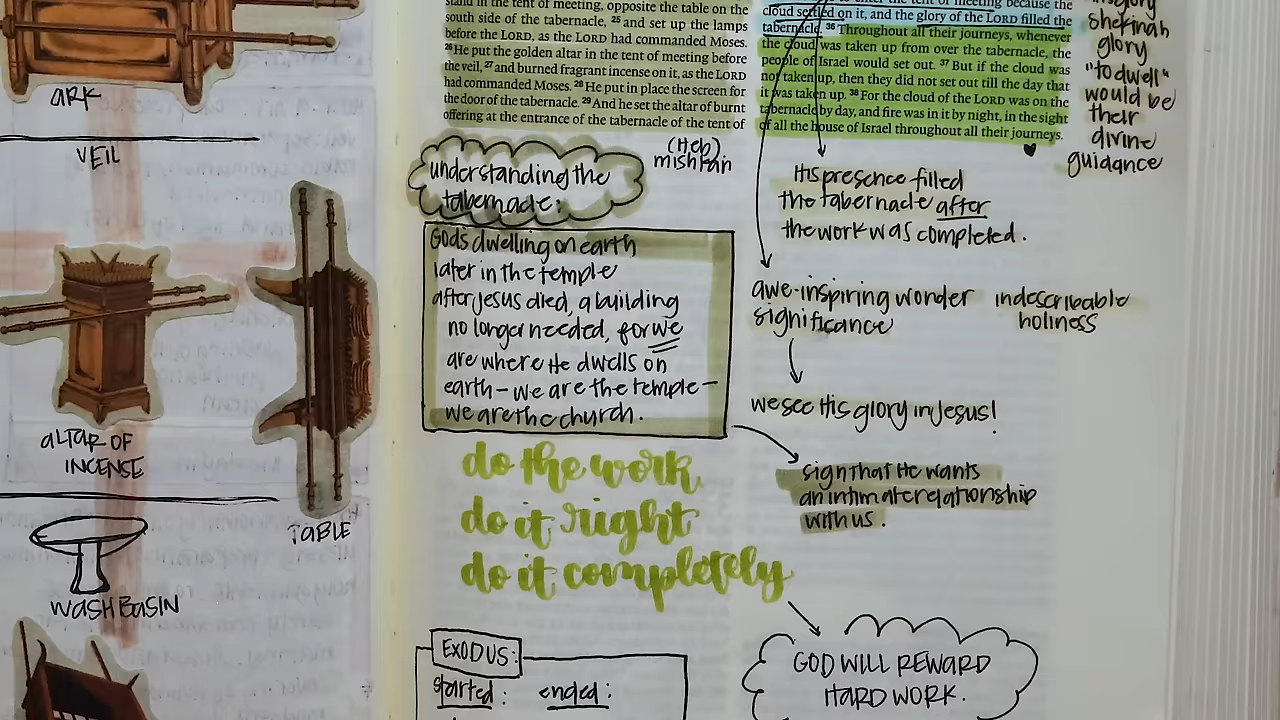 ARK
VEIL
ALTAR OF
INCENSE
TABLE
WASH BASIN
stand in the tent of meeting, opposite the table on the
south side of the tabernacle, 25 and set up the lamps
before the LORD, as the LORD had commanded Moses.
26 He put the golden altar in the tent of meeting before
the veil, 27 and burned fragrant incense on it, as the LORD
had commanded Moses. 28 He put in place the screen for
the door of the tabernacle. 29 And he set the altar of burnt
offering at the entrance of the tabernacle of the tent of
(Heb)
mishkan
understanding the
tabernacle:
Gods dwelling on earth
later in the temple
after Jesus died, a building
no longer needed, for we
are where He dwells on
earth - we are the temple -
we are the church.
do the work
do it right
do it completely
EXODUS:
started: ended:
enter the tent of meeting because the
cloud settled on it, and the glory of the LORD filled the
tabernacle. 36 Throughout all their journeys, whenever
the cloud was taken up from over the tabernacle, the
people of Israel would set out. 37 But if the cloud was
not taken up, then they did not set out till the day that
it was taken up. 38 For the cloud of the LORD was on the
tabernacle by day, and fire was in it by night, in the sight
of all the house of Israel throughout all their journeys.
glory
shekinah
glory
"to dwell"
would be
their
divine
guidance
His presence filled
the tabernacle after
the work was completed.
awe-inspiring wonder indescribable
significance holiness
we see His glory in Jesus!
sign that He wants
an intimate relationship
with us.
GOD WILL REWARD
HARD WORK.